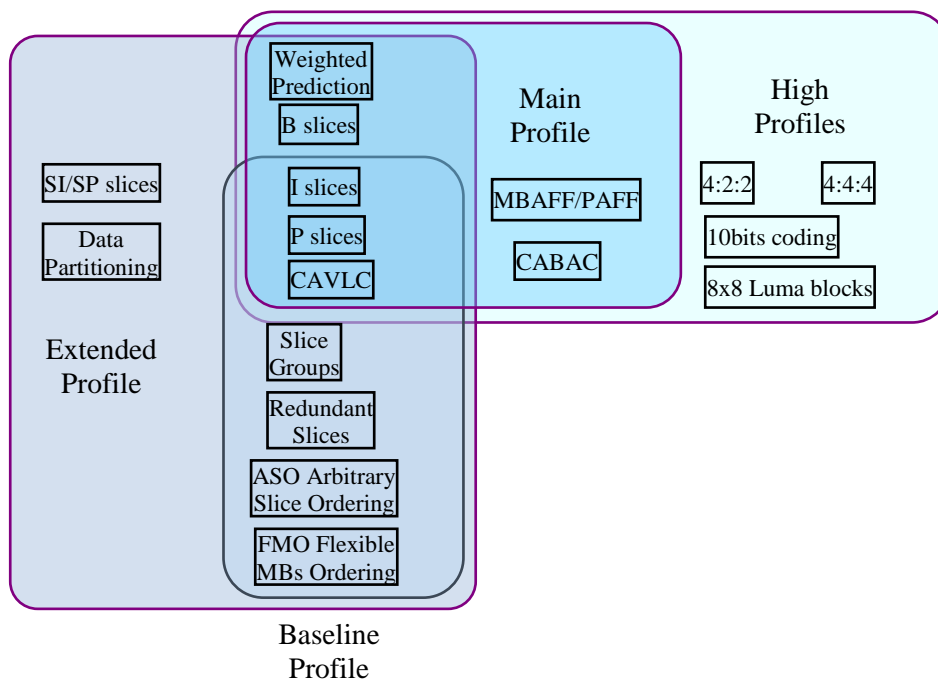 Weighted
Prediction
B slices
Main
Profile
High
Profiles
SI/SP slices
Data
Partitioning
I slices
P slices
CAVLC
MBAFF/PAFF
CABAC
4:2:2
4:4:4
10bits coding
8x8 Luma blocks
Extended
Profile
Slice
Groups
Redundant
Slices
ASO Arbitrary
Slice Ordering
FMO Flexible
MBs Ordering
Baseline
Profile